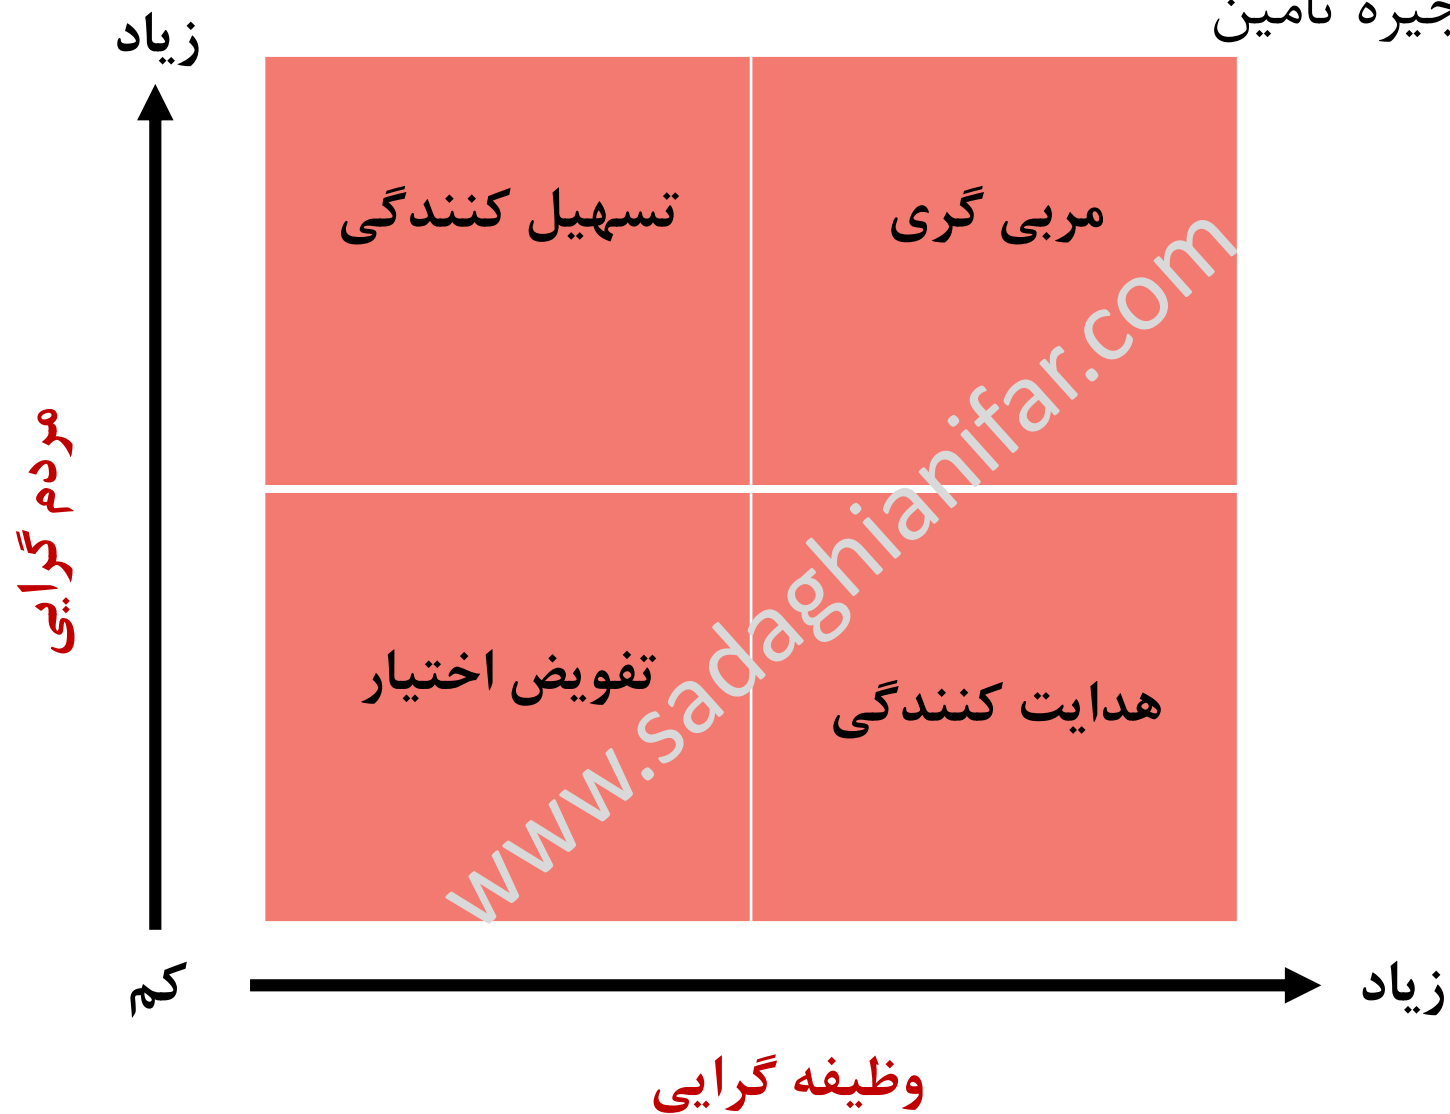 زیاد
تسهیل کنندگی
مربی گری
مردم گرایی
تفویض اختیار
هدایت کنندگی
www.sadaghianifar.com
کم
زیاد
وظیفه گرایی